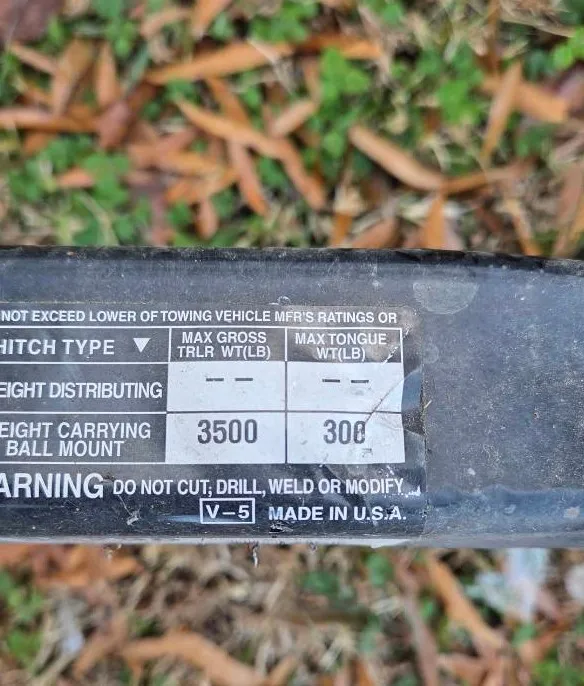 NOT EXCEED LOWER OF TOWING VEHICLE MFR'S RATINGS OR
HITCH TYPE ▼ MAX GROSS TRLR WT(LB) MAX TONGUE WT(LB)
EIGHT DISTRIBUTING -- --
EIGHT CARRYING BALL MOUNT 3500 300
ARNING DO NOT CUT, DRILL, WELD OR MODIFY
V-5 MADE IN U.S.A.